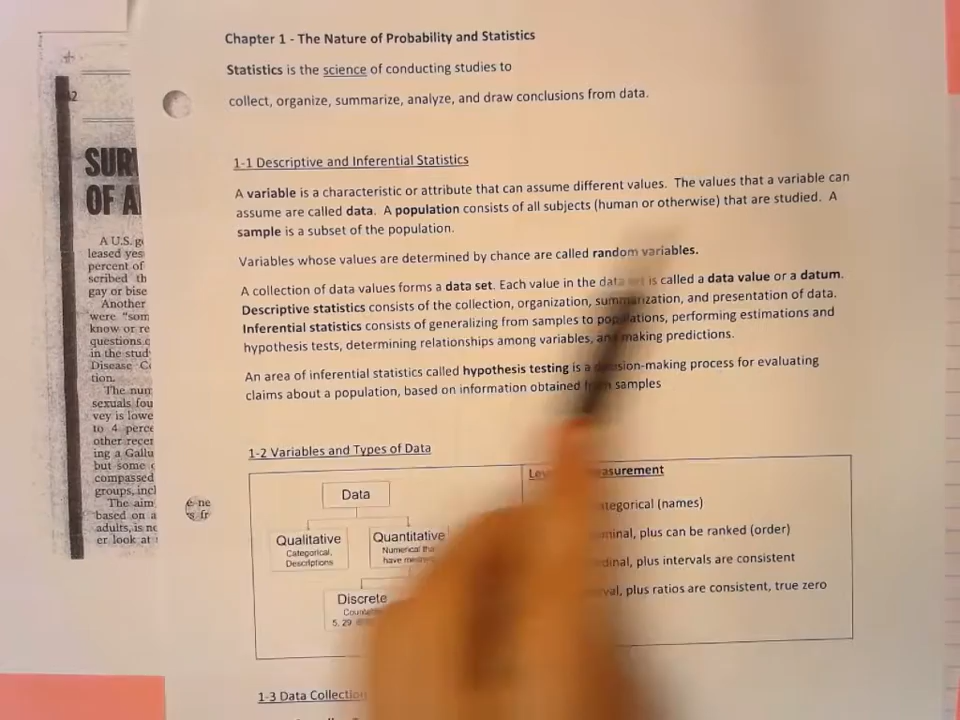 Chapter 1 - The Nature of Probability and Statistics
Statistics is the science of conducting studies to
collect, organize, summarize, analyze, and draw conclusions from data.
1-1 Descriptive and Inferential Statistics
A variable is a characteristic or attribute that can assume different values. The values that a variable can
assume are called data. A population consists of all subjects (human or otherwise) that are studied. A
sample is a subset of the population.
Variables whose values are determined by chance are called random variables.
A collection of data values forms a data set. Each value in the data set is called a data value or a datum.
Descriptive statistics consists of the collection, organization, summarization, and presentation of data.
Inferential statistics consists of generalizing from samples to populations, performing estimations and
hypothesis tests, determining relationships among variables, and making predictions.
An area of inferential statistics called hypothesis testing is a decision-making process for evaluating
claims about a population, based on information obtained from samples
1-2 Variables and Types of Data
Data
Qualitative
Categorical,
Descriptions
Quantitative
Numerical
have
Discrete
5, 29
(names)
plus can be ranked (order)
plus intervals are consistent
plus ratios are consistent, true zero
1-3 Data Collection
2
SUR
OF A
A U.S. g
leased yes
percent of
scribed th
gay or bise
Another
were "som
know or re
questions
in the stud
Disease C
tion.
The num
sexuals fou
vey is lowe
to 4 perce
other recer
ing a Gallu
but some
compassed
groups, incl
The aim
based on a
adults, is no
er look at
e ne
s fr